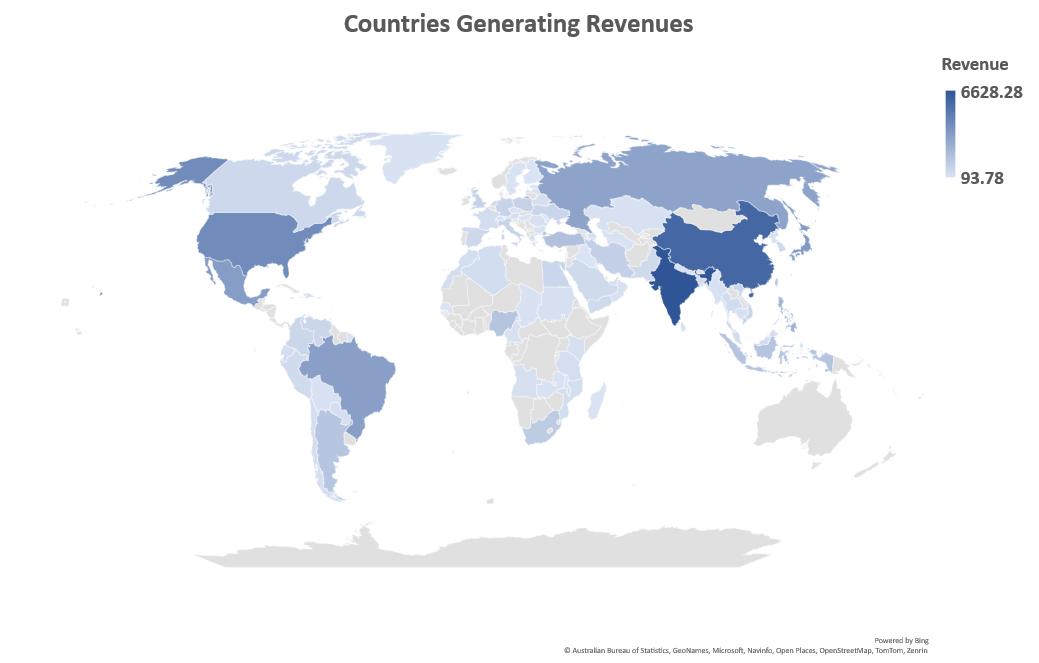 Countries Generating Revenues
Revenue
6628.28
93.78
Powered by Bing
© Australian Bureau of Statistics, GeoNames, Microsoft, Navinfo, Open Places, OpenStreetMap, TomTom, Zenrin